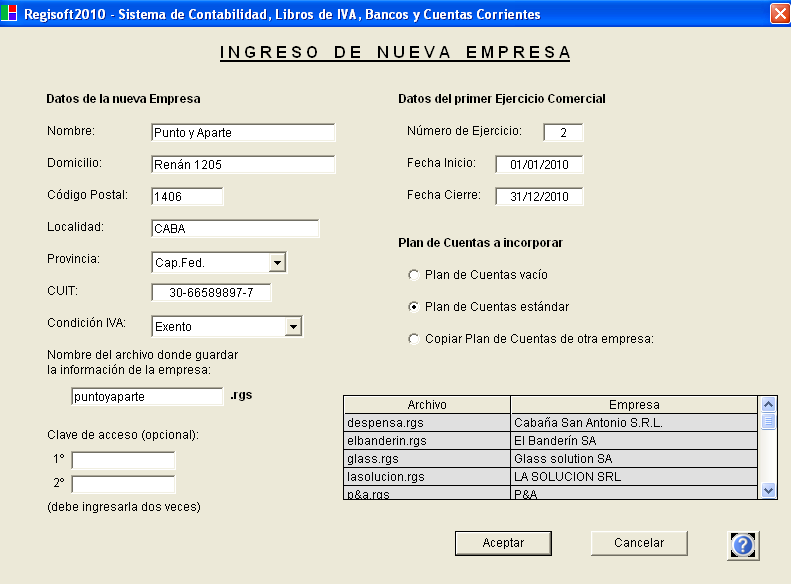 Regisoft2010 - Sistema de Contabilidad, Libros de IVA, Bancos y Cuentas Corrientes
INGRESO DE NUEVA EMPRESA
Datos de la nueva Empresa
Nombre: Punto y Aparte
Domicilio: Renán 1205
Código Postal: 1406
Localidad: CABA
Provincia: Cap.Fed.
CUIT: 30-66589897-7
Condición IVA: Exento
Nombre del archivo donde guardar
la información de la empresa:
puntoyaparte .rgs
Clave de acceso (opcional):
1º
2º
(debe ingresarla dos veces)
Datos del primer Ejercicio Comercial
Número de Ejercicio: 2
Fecha Inicio: 01/01/2010
Fecha Cierre: 31/12/2010
Plan de Cuentas a incorporar
Plan de Cuentas vacío
Plan de Cuentas estándar
Copiar Plan de Cuentas de otra empresa:
Archivo Empresa
despensa.rgs Cabaña San Antonio S.R.L.
elbanderin.rgs El Banderín SA
glass.rgs Glass solution SA
lasolucion.rgs LA SOLUCION SRL
p&a.rgs P&A
Aceptar Cancelar ?